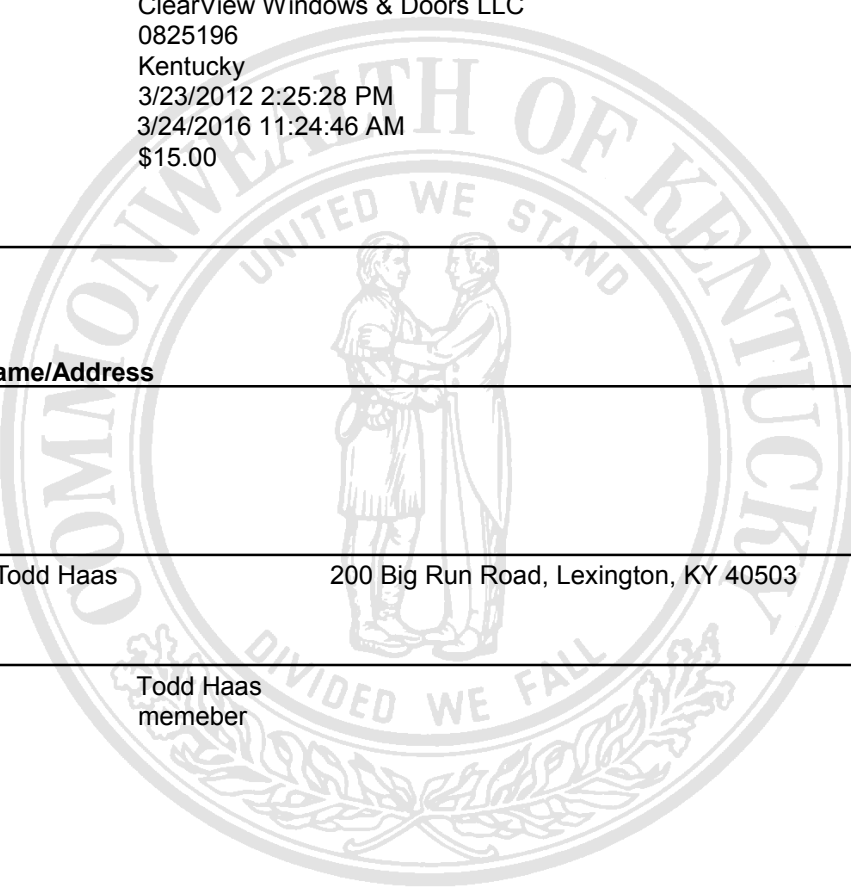 ClearView Windows & Doors LLC
0825196
Kentucky
3/23/2012 2:25:28 PM
3/24/2016 11:24:46 AM
$15.00
ame/Address
Todd Haas 200 Big Run Road, Lexington, KY 40503
Todd Haas
memeber
COMMONWEALTH OF KENTUCKY
UNITED WE STAND
DIVIDED WE FALL